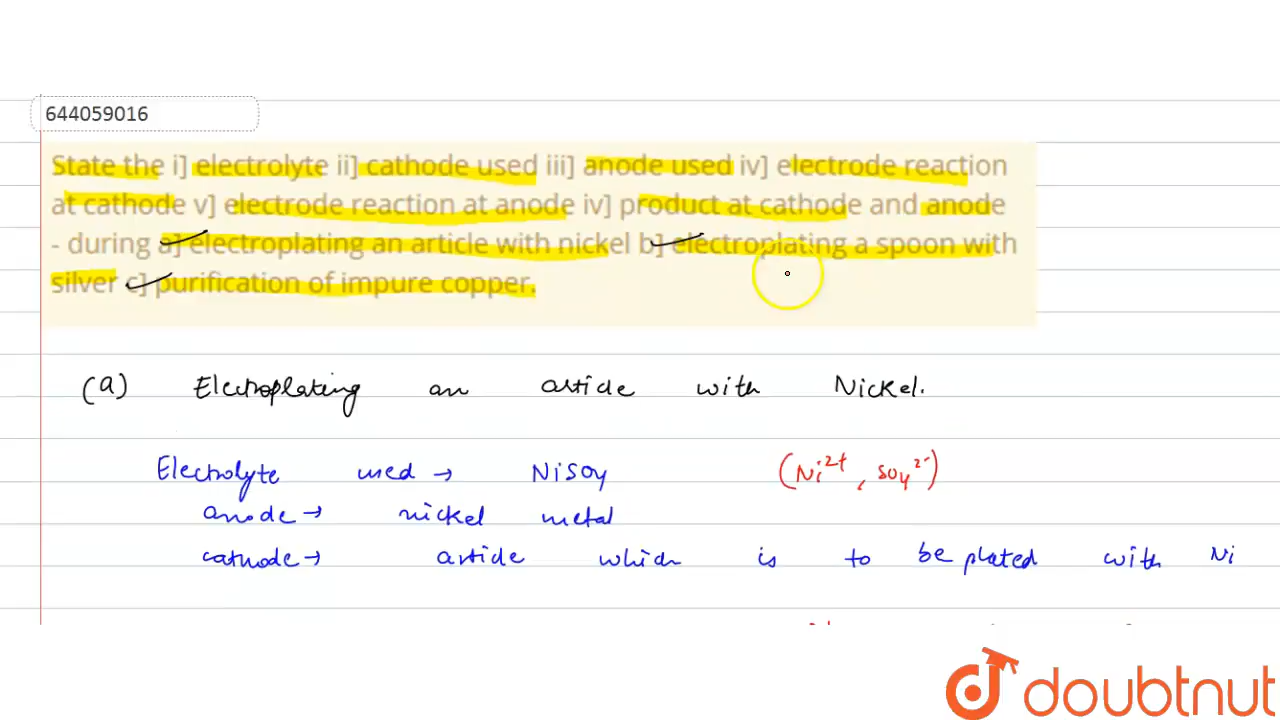 644059016
State the i] electrolyte ii] cathode used iii] anode used iv] electrode reaction
at cathode v] electrode reaction at anode iv] product at cathode and anode
- during a] electroplating an article with nickel b] electroplating a spoon with
silver c] purification of impure copper.
(a) Electroplating an article with Nickel.
Electrolyte used → NiSO4 (Ni2+, SO4 2-)
anode → nickel metal
cathode → article which is to be plated with Ni
doubtnut